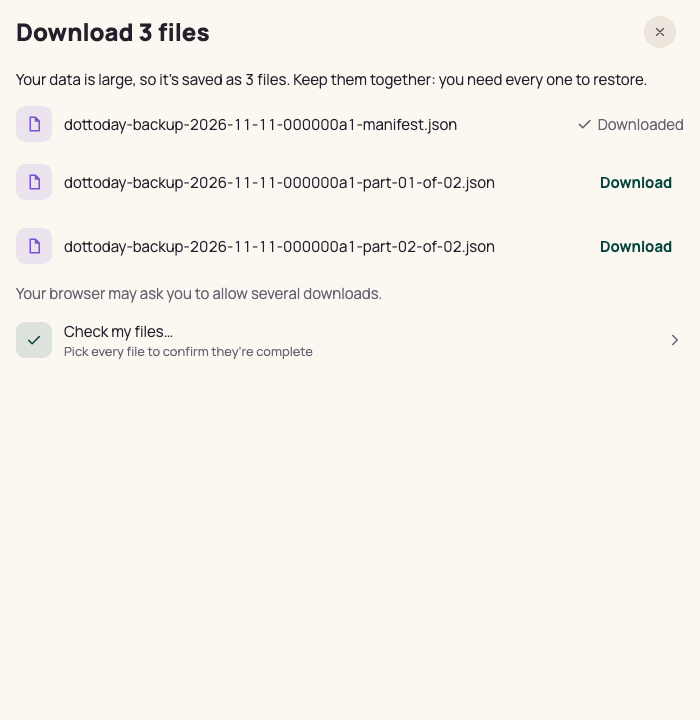 Download 3 files
Your data is large, so it's saved as 3 files. Keep them together: you need every one to restore.
dottoday-backup-2026-11-11-000000a1-manifest.json
Downloaded
dottoday-backup-2026-11-11-000000a1-part-01-of-02.json
Download
dottoday-backup-2026-11-11-000000a1-part-02-of-02.json
Download
Your browser may ask you to allow several downloads.
Check my files…
Pick every file to confirm they're complete